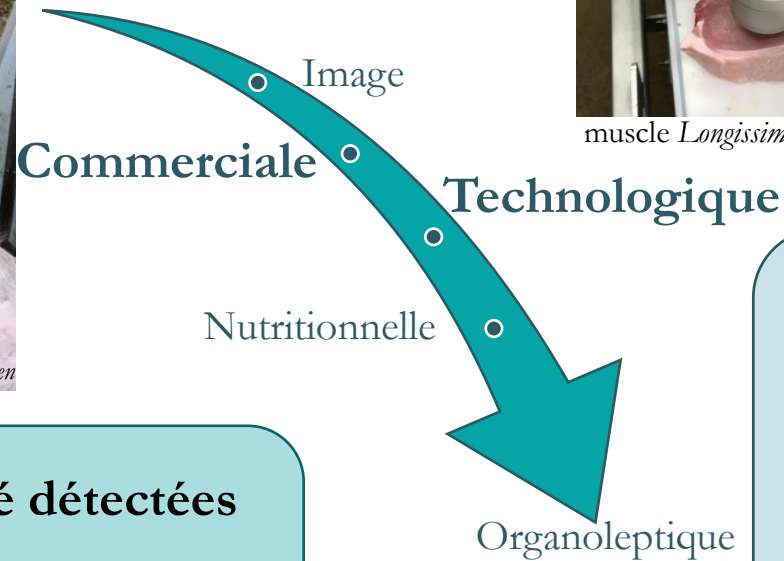 Image
muscle Longissim
Commerciale
Technologique
Nutritionnelle
en
é détectées
Organoleptique